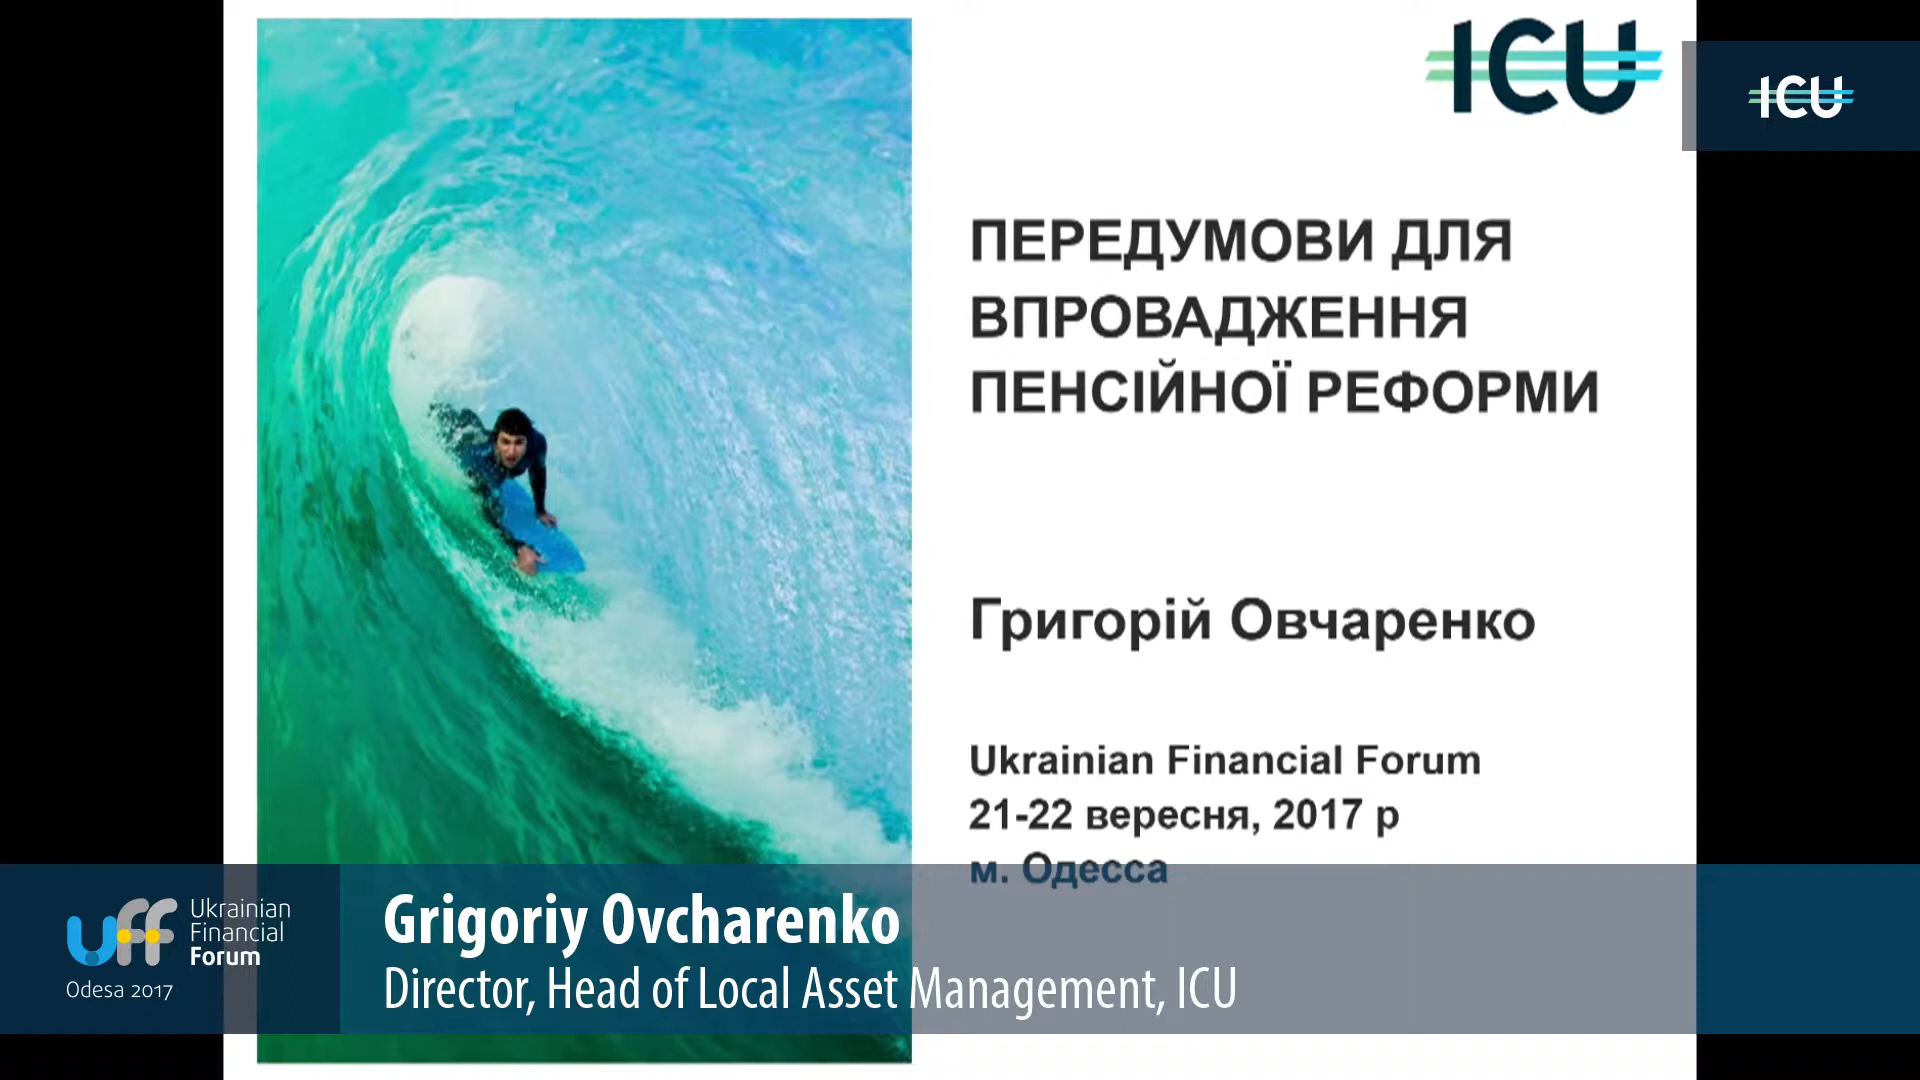 ICU
ICU
ПЕРЕДУМОВИ ДЛЯ
ВПРОВАДЖЕННЯ
ПЕНСІЙНОЇ РЕФОРМИ
Григорій Овчаренко
Ukrainian Financial Forum
21-22 вересня, 2017 р
м. Одесса
uff
Ukrainian
Financial
Forum
Odesa 2017
Grigoriy Ovcharenko
Director, Head of Local Asset Management, ICU